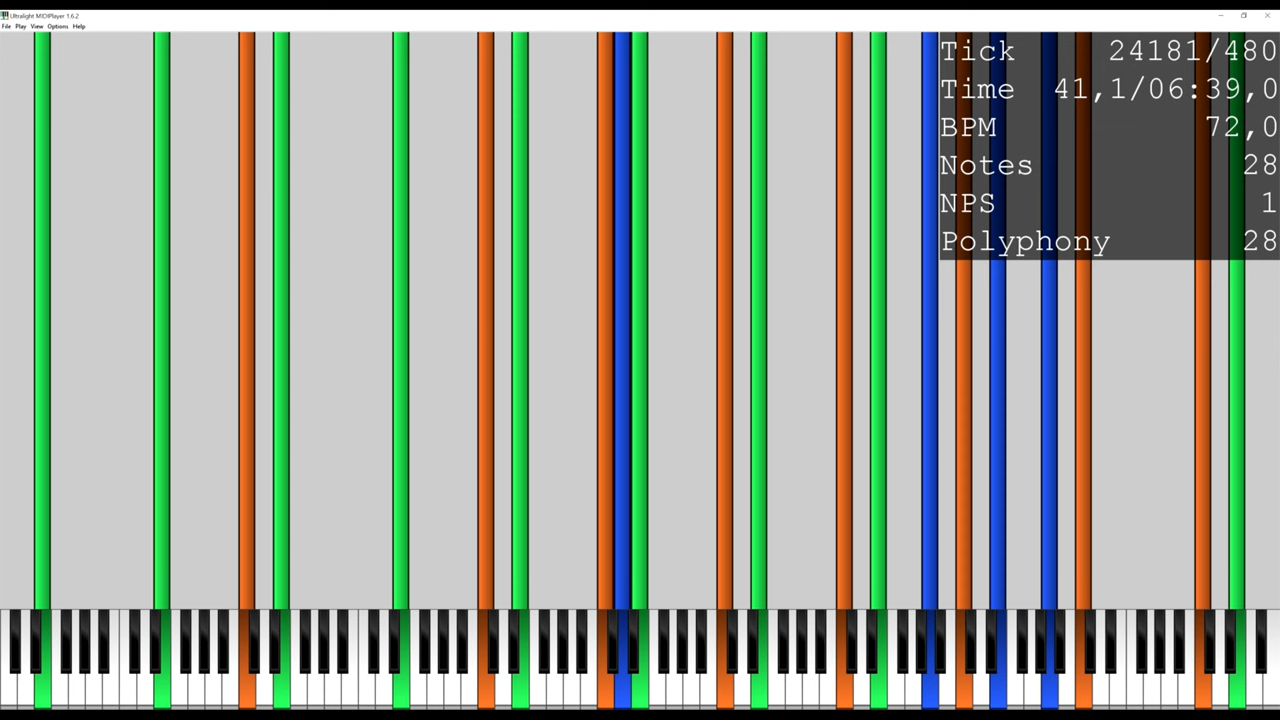 Ultralight MIDIPlayer 1.6.2
File Play View Options Help
Tick 24181/480
Time 41,1/06:39,0
BPM 72,0
Notes 28
NPS 1
Polyphony 28